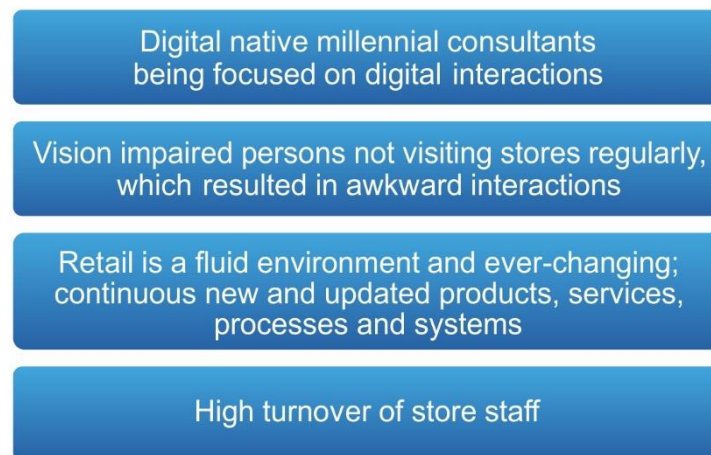 Digital native millennial consultants
being focused on digital interactions
Vision impaired persons not visiting stores regularly,
which resulted in awkward interactions
Retail is a fluid environment and ever-changing;
continuous new and updated products, services,
processes and systems
High turnover of store staff